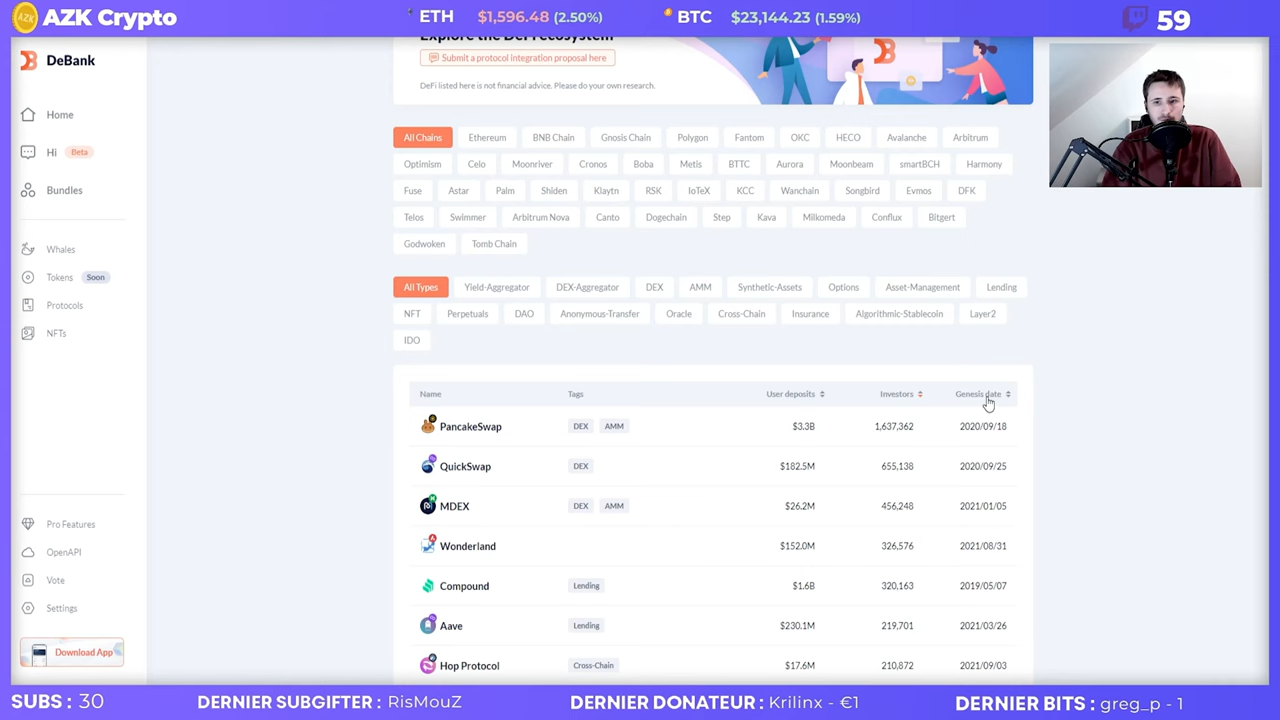 AZK Crypto
ETH $1,596.48 (2.50%)
BTC $23,144.23 (1.59%)
59
DeBank
Home
Hi Beta
Bundles
Whales
Tokens Soon
Protocols
NFTs
Pro Features
OpenAPI
Vote
Settings
Download App
Explore the DeFi ecosystem
Submit a protocol integration proposal here
DeFi listed here is not financial advice. Please do your own research.
All Chains Ethereum BNB Chain Gnosis Chain Polygon Fantom OKC HECO Avalanche Arbitrum
Optimism Celo Moonriver Cronos Boba Metis BTTC Aurora Moonbeam smartBCH Harmony
Fuse Astar Palm Shiden Klaytn RSK IoTeX KCC Wanchain Songbird Evmos DFK
Telos Swimmer Arbitrum Nova Canto Dogechain Step Kava Milkomeda Conflux Bitgert
Godwoken Tomb Chain
All Types Yield-Aggregator DEX-Aggregator DEX AMM Synthetic-Assets Options Asset-Management Lending
NFT Perpetuals DAO Anonymous-Transfer Oracle Cross-Chain Insurance Algorithmic-Stablecoin Layer2
IDO
Name Tags User deposits Investors Genesis date
PancakeSwap DEX AMM $3.3B 1,637,362 2020/09/18
QuickSwap DEX $182.5M 655,138 2020/09/25
MDEX DEX AMM $26.2M 456,248 2021/01/05
Wonderland $152.0M 326,576 2021/08/31
Compound Lending $1.6B 320,163 2019/05/07
Aave Lending $230.1M 219,701 2021/03/26
Hop Protocol Cross-Chain $17.6M 210,872 2021/09/03
SUBS : 30
DERNIER SUBGIFTER : RisMouZ
DERNIER DONATEUR : Krilinx - €1
DERNIER BITS : greg_p - 1